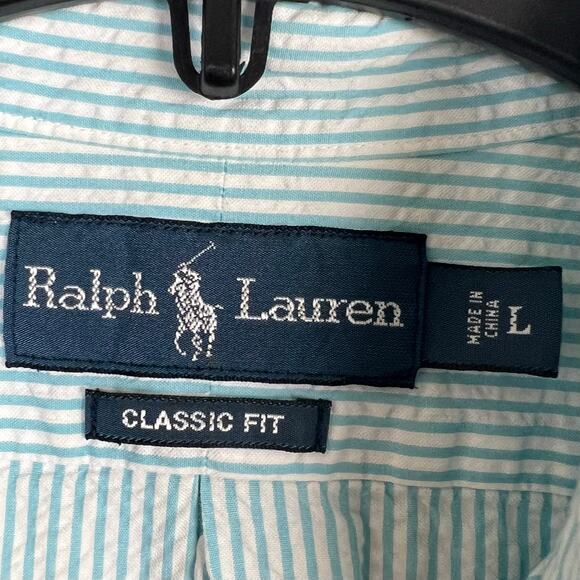 Ralph Lauren
MADE IN
CHINA
L
CLASSIC FIT